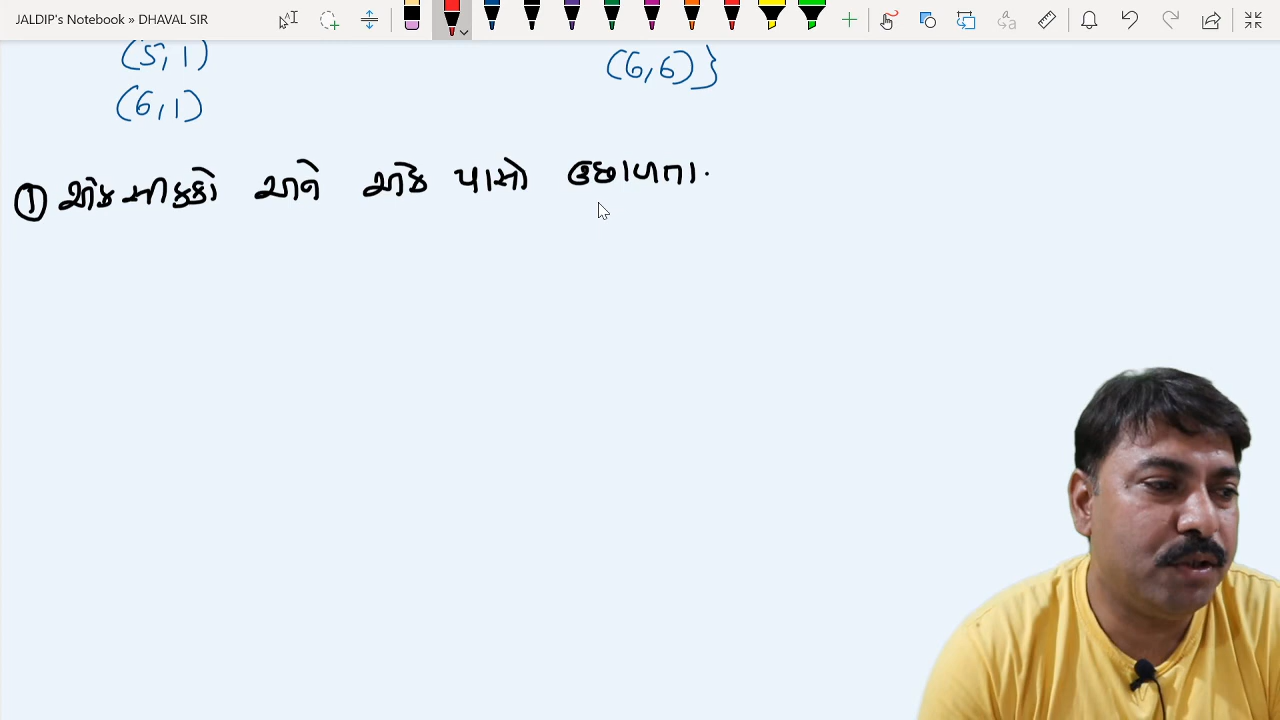 JALDIP's Notebook » DHAVAL SIR
(5,1)
(6,6)}
(6,1)
① એક સીક્કો અને એક પાસો ઉછાળતા.